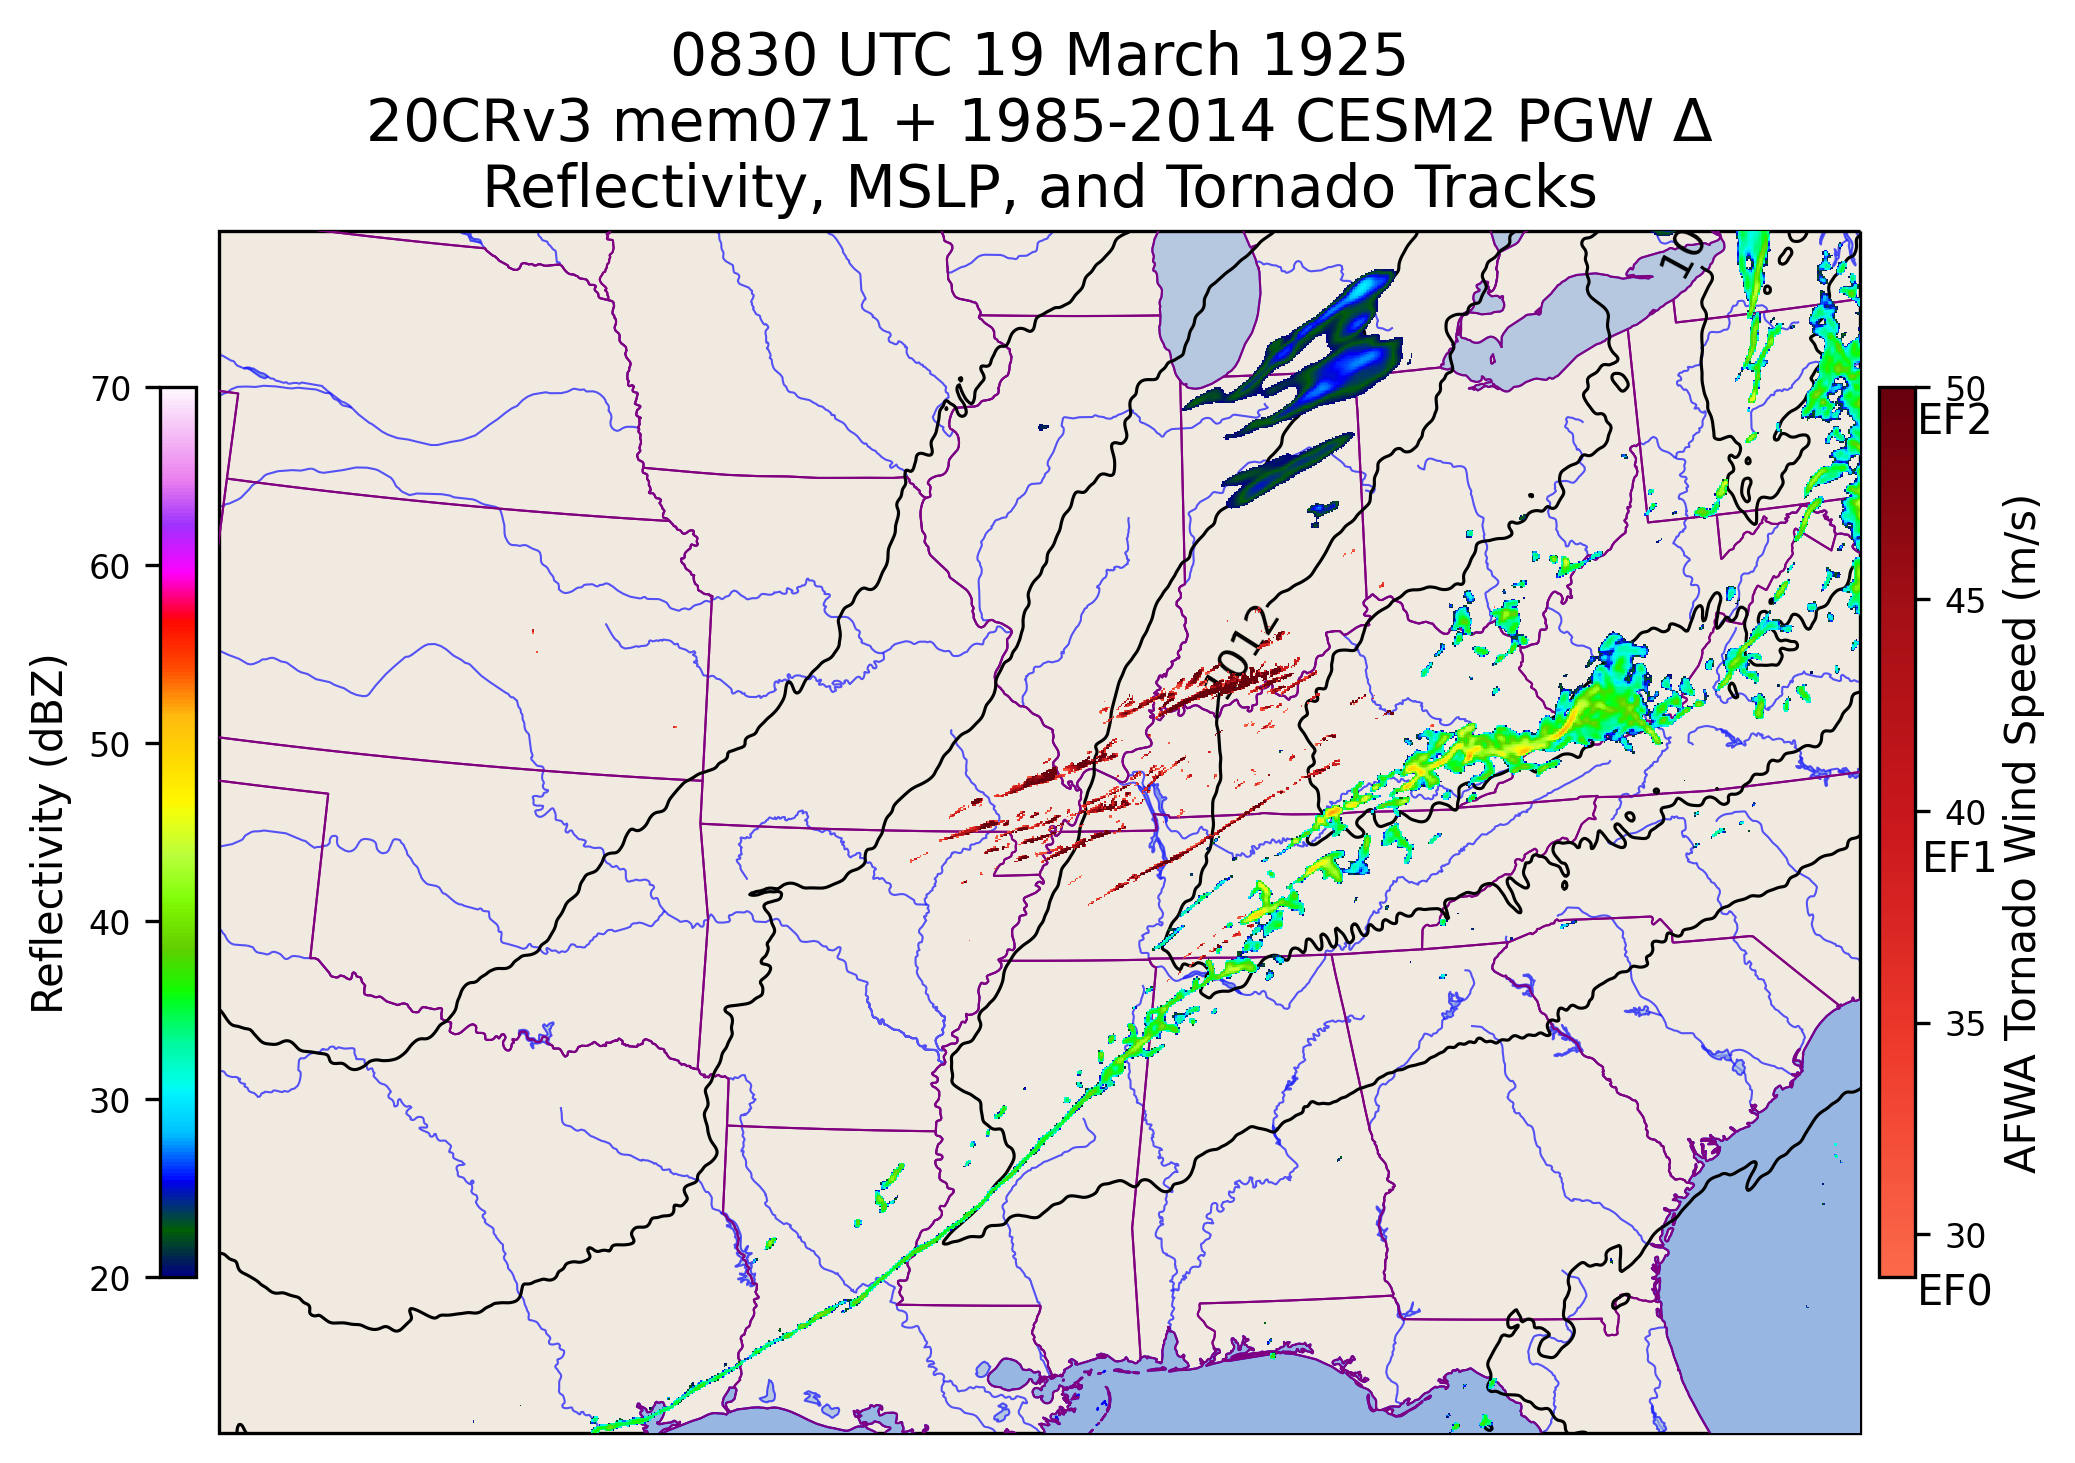 0830 UTC 19 March 1925
20CRv3 mem071 + 1985-2014 CESM2 PGW Δ
Reflectivity, MSLP, and Tornado Tracks
10
1012
70
60
50
40
30
20
Reflectivity (dBZ)
50
EF2
45
40
EF1
35
30
EF0
AFWA Tornado Wind Speed (m/s)